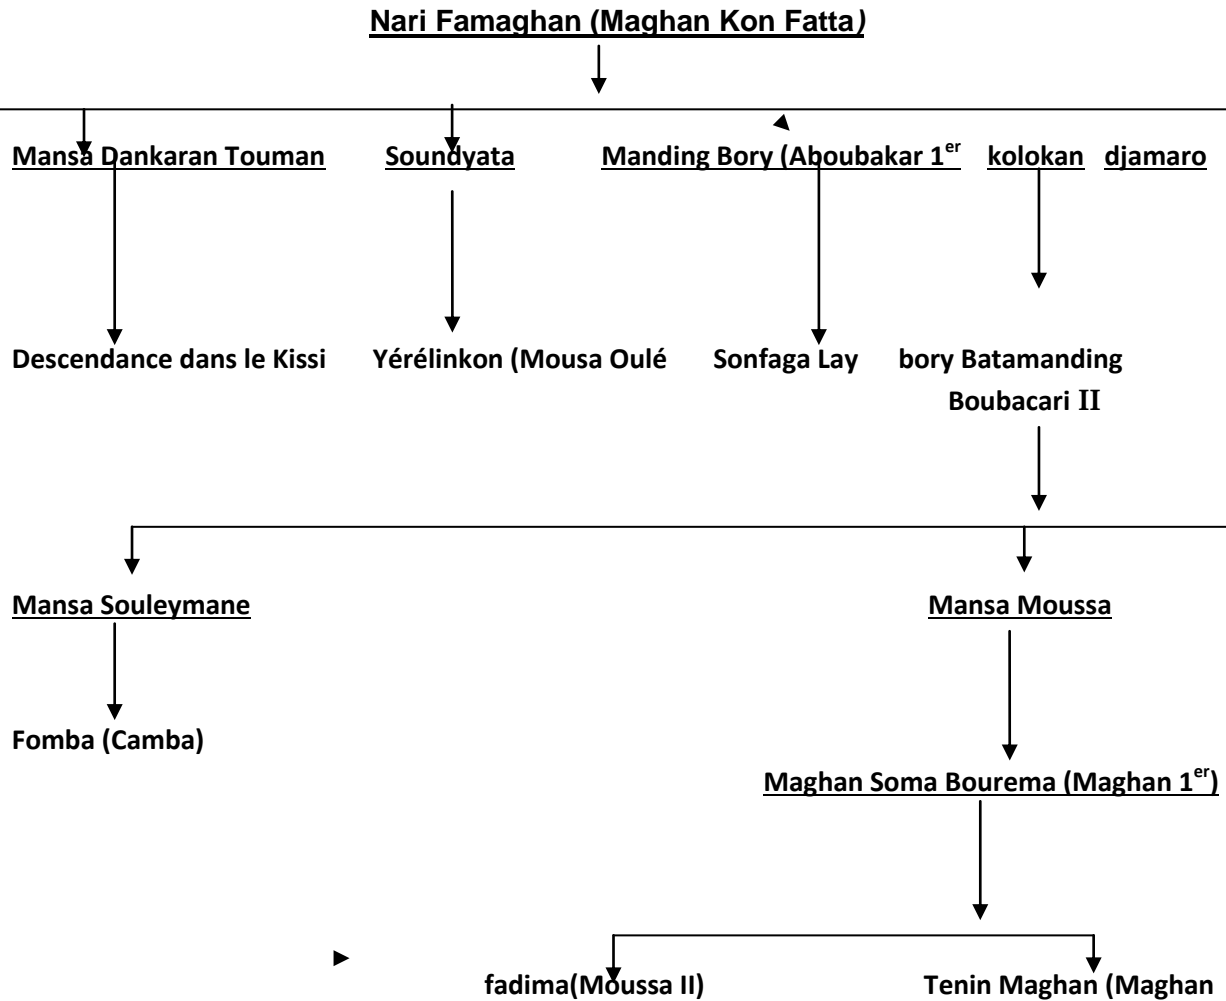 Nari Famaghan (Maghan Kon Fatta)
Mansa Dankaran Touman Soundyata Manding Bory (Aboubakar 1er kolokan djamaro
Descendance dans le Kissi Yérélinkon (Mousa Oulé Sonfaga Lay bory Batamanding
Boubacari II
Mansa Souleymane Mansa Moussa
Fomba (Camba)
Maghan Soma Bourema (Maghan 1er)
fadima(Moussa II) Tenin Maghan (Maghan